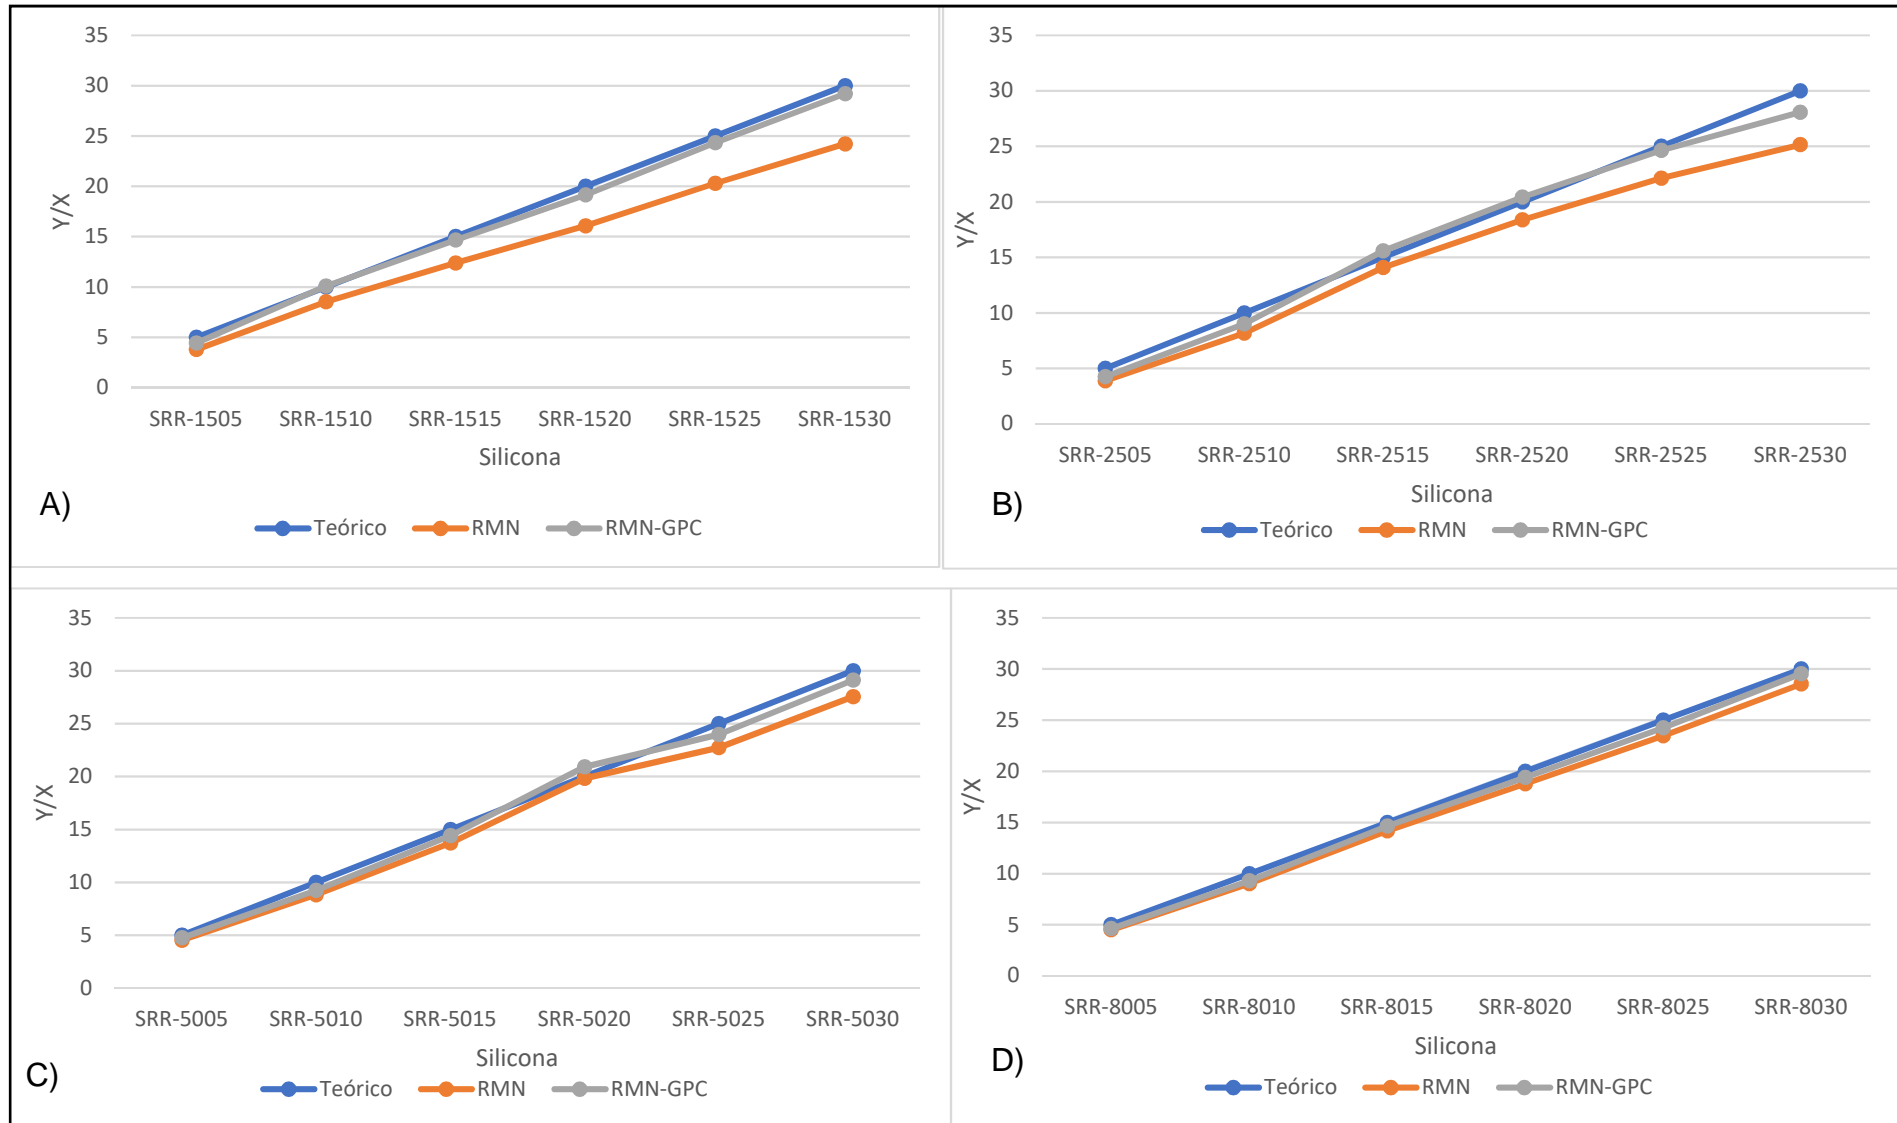 35
30
25
20
15
10
5
0
Y/X
SRR-1505 SRR-1510 SRR-1515 SRR-1520 SRR-1525 SRR-1530
Silicona
A)
Teórico RMN RMN-GPC
35
30
25
20
15
10
5
0
Y/X
SRR-2505 SRR-2510 SRR-2515 SRR-2520 SRR-2525 SRR-2530
Silicona
B)
Teórico RMN RMN-GPC
35
30
25
20
15
10
5
0
Y/X
SRR-5005 SRR-5010 SRR-5015 SRR-5020 SRR-5025 SRR-5030
Silicona
C)
Teórico RMN RMN-GPC
35
30
25
20
15
10
5
0
Y/X
SRR-8005 SRR-8010 SRR-8015 SRR-8020 SRR-8025 SRR-8030
Silicona
D)
Teórico RMN RMN-GPC